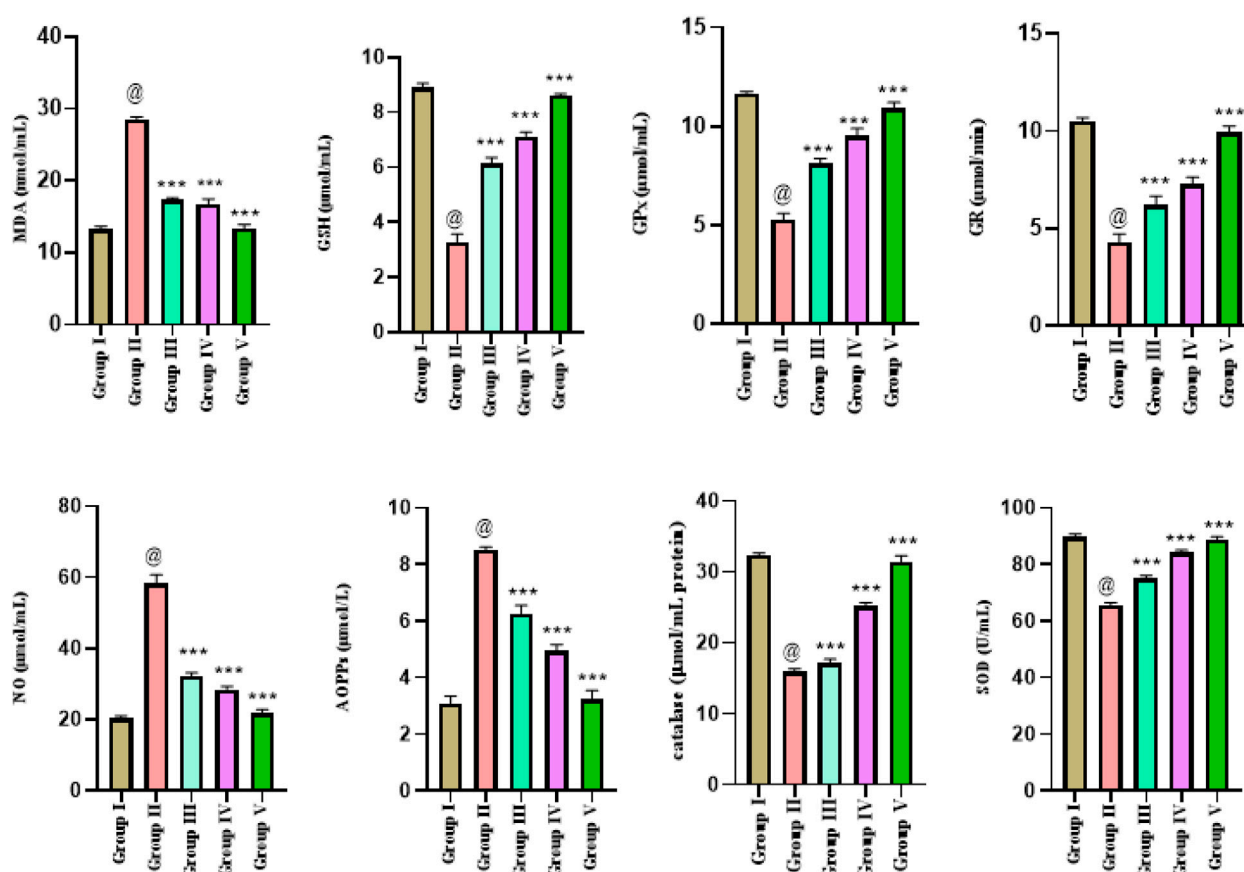 MDA (nmol/mL)
40
30
20
10
0
@
***
***
***
Group I
Group II
Group III
Group IV
Group V
GSH (µmol/mL)
10
8
6
4
2
0
@
***
***
***
Group I
Group II
Group III
Group IV
Group V
GPx (µmol/mL)
15
10
5
0
@
***
***
***
Group I
Group II
Group III
Group IV
Group V
GR (µmol/min)
15
10
5
0
@
***
***
***
Group I
Group II
Group III
Group IV
Group V
NO (µmol/mL)
80
60
40
20
0
@
***
***
***
Group I
Group II
Group III
Group IV
Group V
AOPPs (µmol/L)
10
8
6
4
2
0
@
***
***
***
Group I
Group II
Group III
Group IV
Group V
catalase (µmol/mL protein)
40
30
20
10
0
@
***
***
***
Group I
Group II
Group III
Group IV
Group V
SOD (U/mL)
100
80
60
40
20
0
@
***
***
***
Group I
Group II
Group III
Group IV
Group V